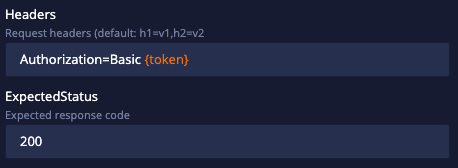 Headers
Request headers (default: h1=v1,h2=v2
Authorization=Basic {token}
ExpectedStatus
Expected response code
200